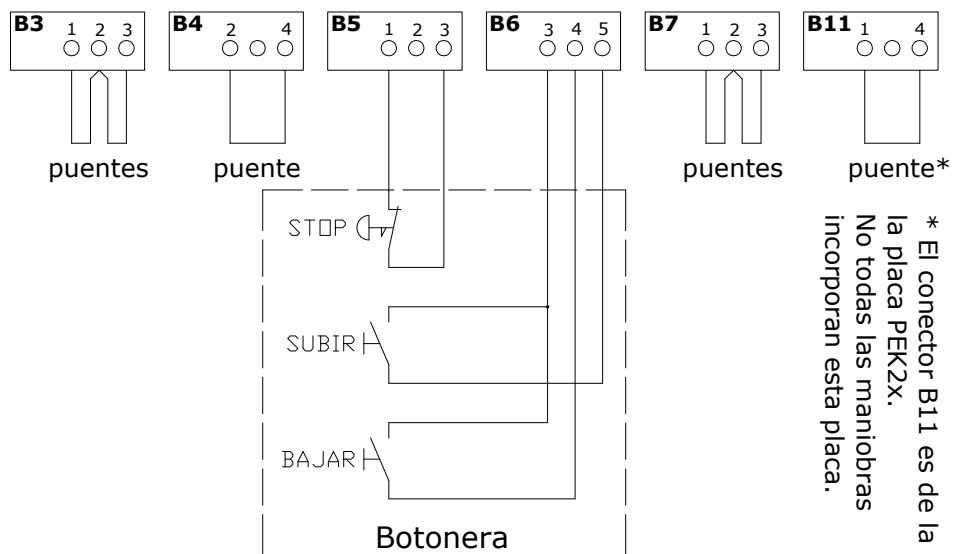 B3 1 2 3
B4 2 4
B5 1 2 3
B6 3 4 5
B7 1 2 3
B11 1 4
puentes
puente
puentes
puente*
STOP
SUBIR
BAJAR
Botonera
* El conector B11 es de la
la placa PEK2x.
No todas las maniobras
incorporan esta placa.